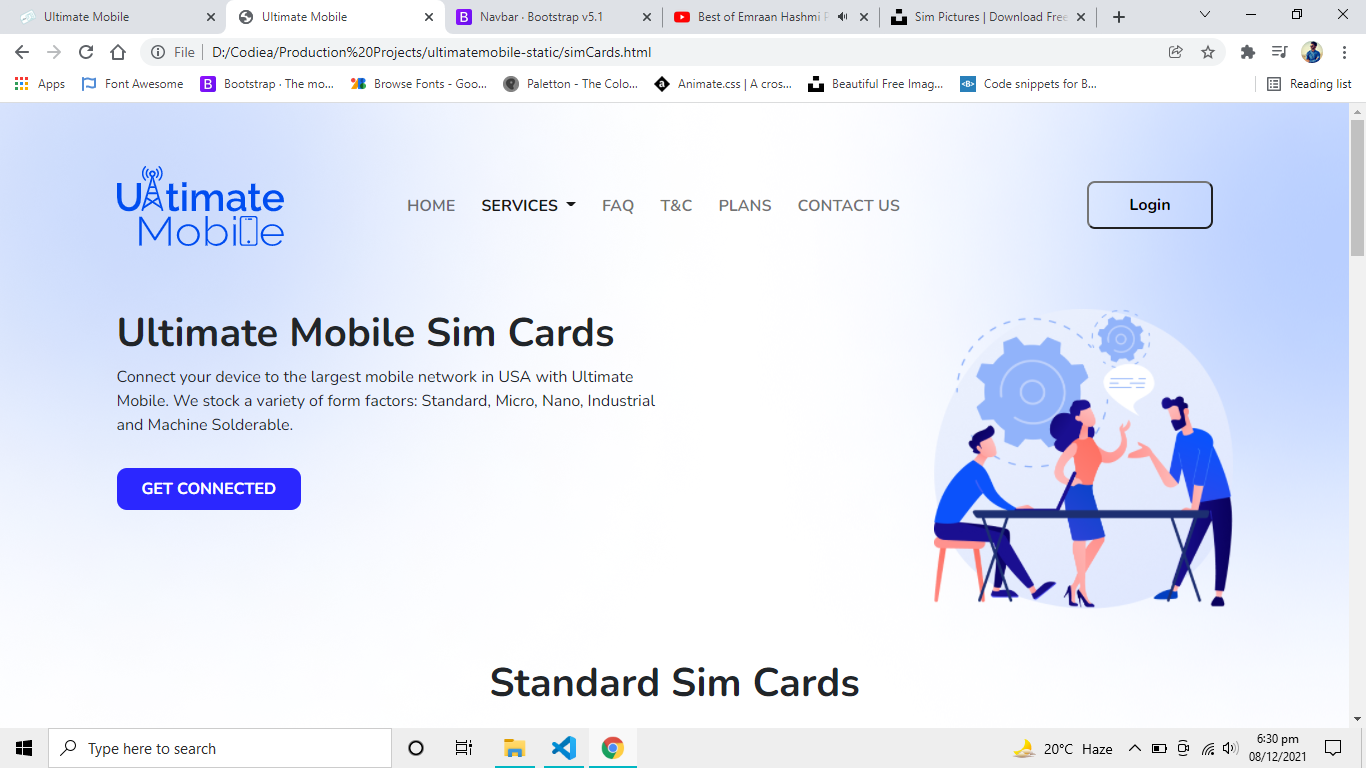 Ultimate Mobile
Ultimate Mobile
Navbar · Bootstrap v5.1
Best of Emraan Hashmi
Sim Pictures | Download Free
File
D:/Codiea/Production%20Projects/ultimatemobile-static/simCards.html
Apps
Font Awesome
Bootstrap · The mo...
Browse Fonts - Goo...
Paletton - The Colo...
Animate.css | A cros...
Beautiful Free Imag...
Code snippets for B...
Reading list
Ultimate
Mobile
HOME
SERVICES
FAQ
T&C
PLANS
CONTACT US
Login
Ultimate Mobile Sim Cards
Connect your device to the largest mobile network in USA with Ultimate
Mobile. We stock a variety of form factors: Standard, Micro, Nano, Industrial
and Machine Solderable.
GET CONNECTED
Standard Sim Cards
Type here to search
20°C Haze
6:30 pm
08/12/2021